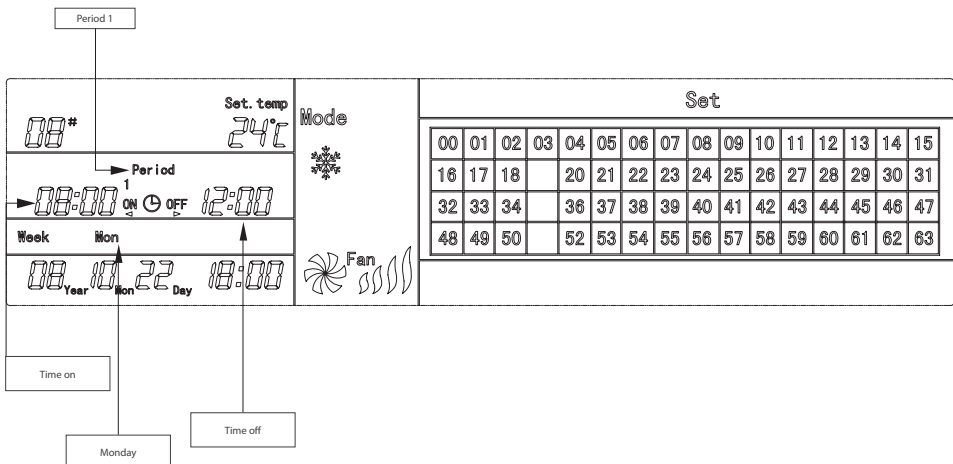 Period 1
Set. temp
08#
24℃
Mode
Set
Period
1
08:00 ON OFF 12:00
Week Mon
08 Year 10 Mon 22 Day 18:00
Fan
00 01 02 03 04 05 06 07 08 09 10 11 12 13 14 15
16 17 18 20 21 22 23 24 25 26 27 28 29 30 31
32 33 34 36 37 38 39 40 41 42 43 44 45 46 47
48 49 50 52 53 54 55 56 57 58 59 60 61 62 63
Time on
Time off
Monday